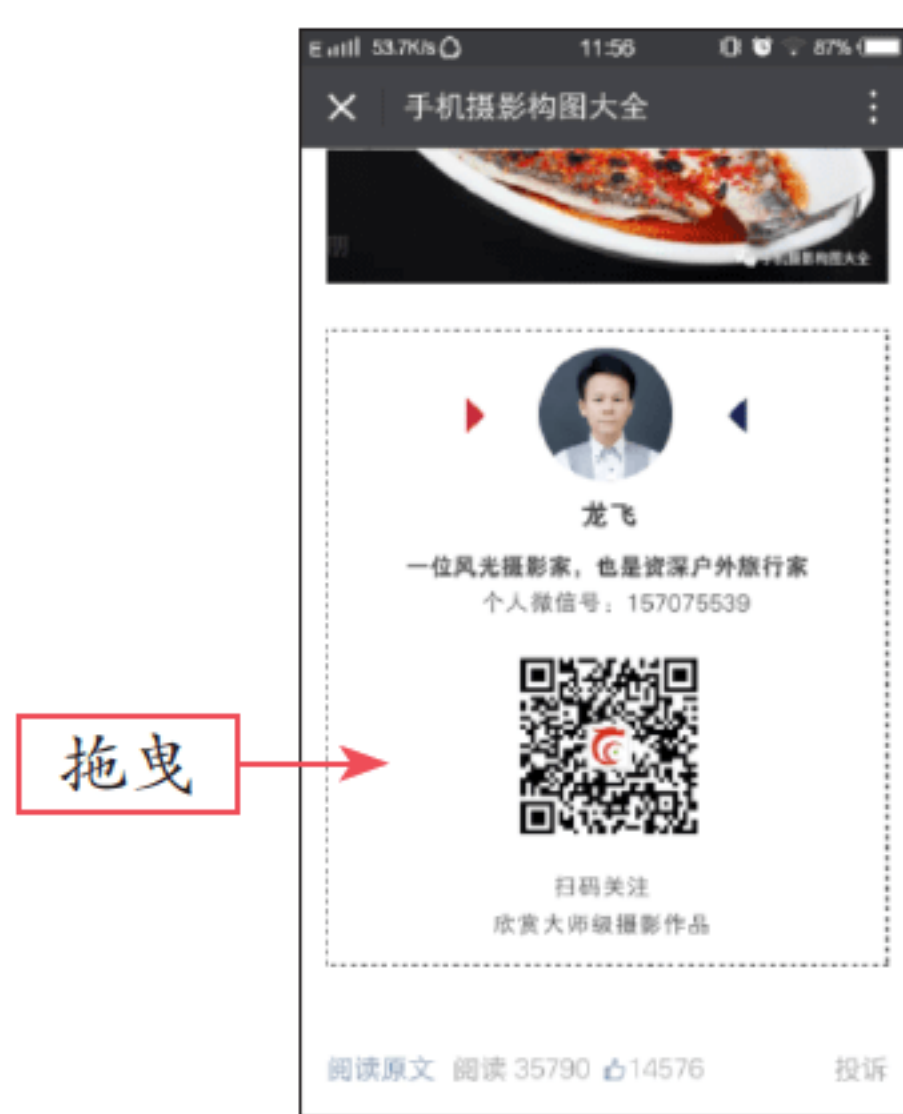 E 53.7K/s 11:56 87%
手机摄影构图大全
明
手机摄影构图大全
龙飞
一位风光摄影家，也是资深户外旅行家
个人微信号：157075539
拖曳
扫码关注
欣赏大师级摄影作品
阅读原文 阅读 35790 14576 投诉